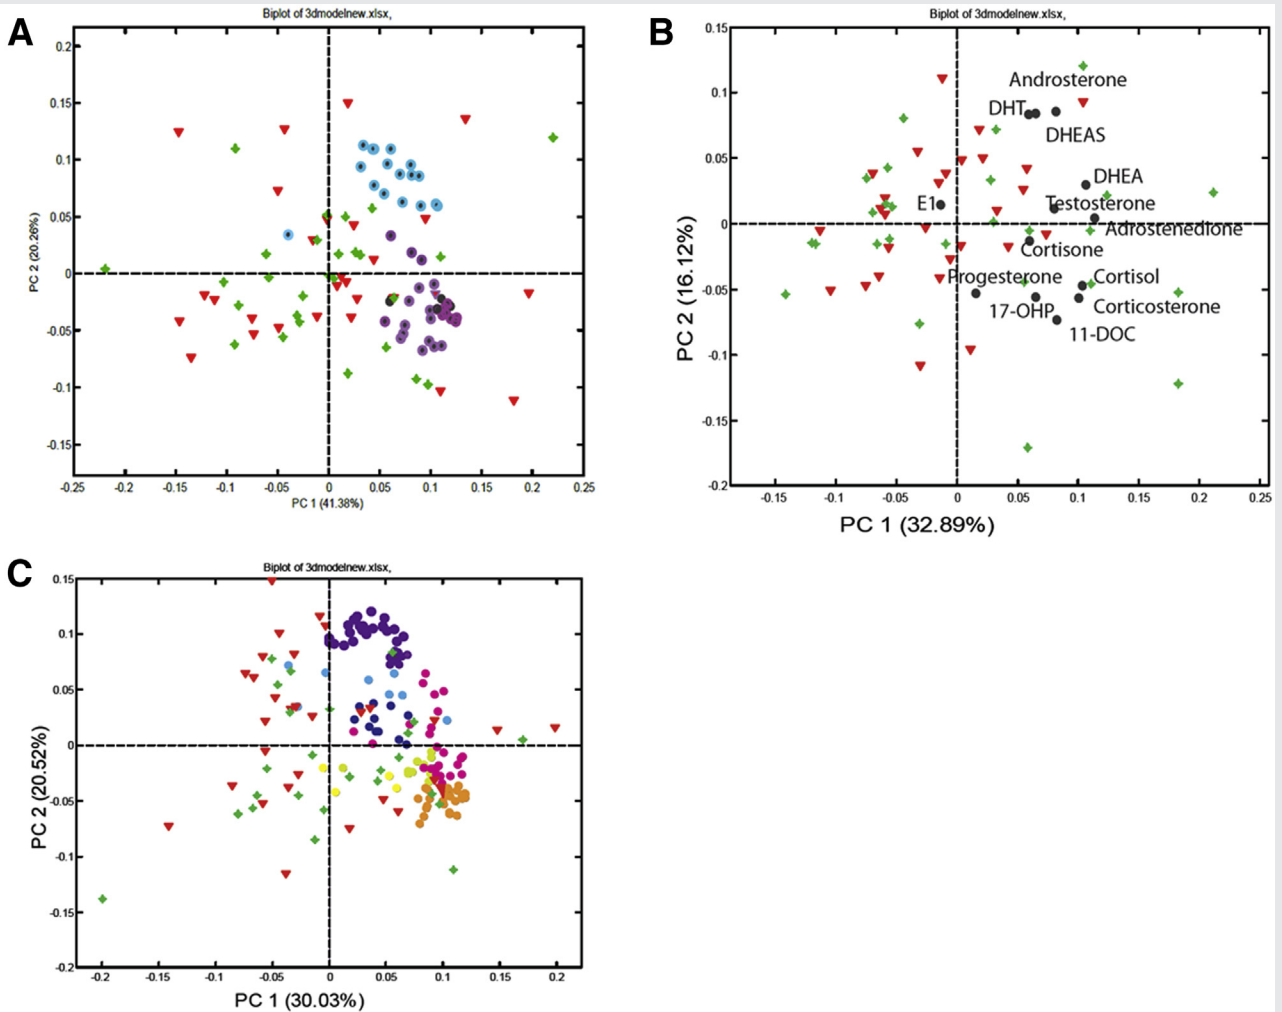 A
Biplot of 3dmodelnew.xlsx,
0.2
0.15
0.1
0.05
0
-0.05
-0.1
-0.15
PC 2 (20.26%)
-0.25 -0.2 -0.15 -0.1 -0.05 0 0.05 0.1 0.15 0.2 0.25
PC 1 (41.38%)
B
Biplot of 3dmodelnew.xlsx,
0.15
0.1
0.05
0
-0.05
-0.1
-0.15
-0.2
PC 2 (16.12%)
Androsterone
DHT
DHEAS
DHEA
E1
Testosterone
Adrostenedione
Cortisone
Progesterone
Cortisol
17-OHP
Corticosterone
11-DOC
-0.15 -0.1 -0.05 0 0.05 0.1 0.15 0.2 0.25
PC 1 (32.89%)
C
Biplot of 3dmodelnew.xlsx,
0.15
0.1
0.05
0
-0.05
-0.1
-0.15
-0.2
PC 2 (20.52%)
-0.2 -0.15 -0.1 -0.05 0 0.05 0.1 0.15 0.2
PC 1 (30.03%)